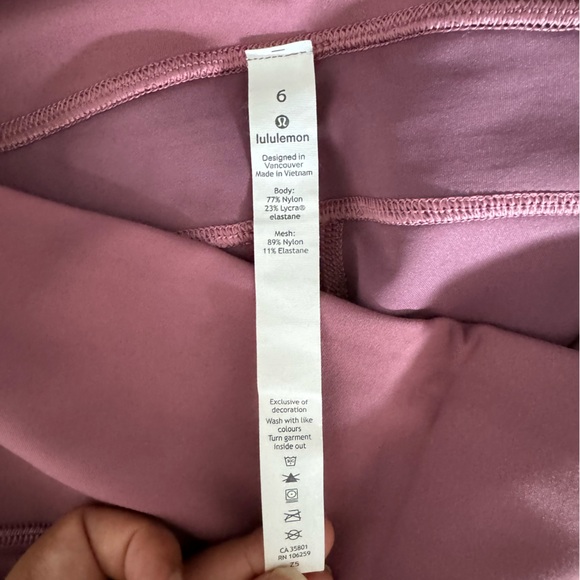 6
lululemon
Designed in
Vancouver
Made in Vietnam
Body:
77% Nylon
23% Lycra®
elastane
Mesh:
89% Nylon
11% Elastane
Exclusive of
decoration
Wash with like
colours
Turn garment
inside out
CA 35801
RN 106259